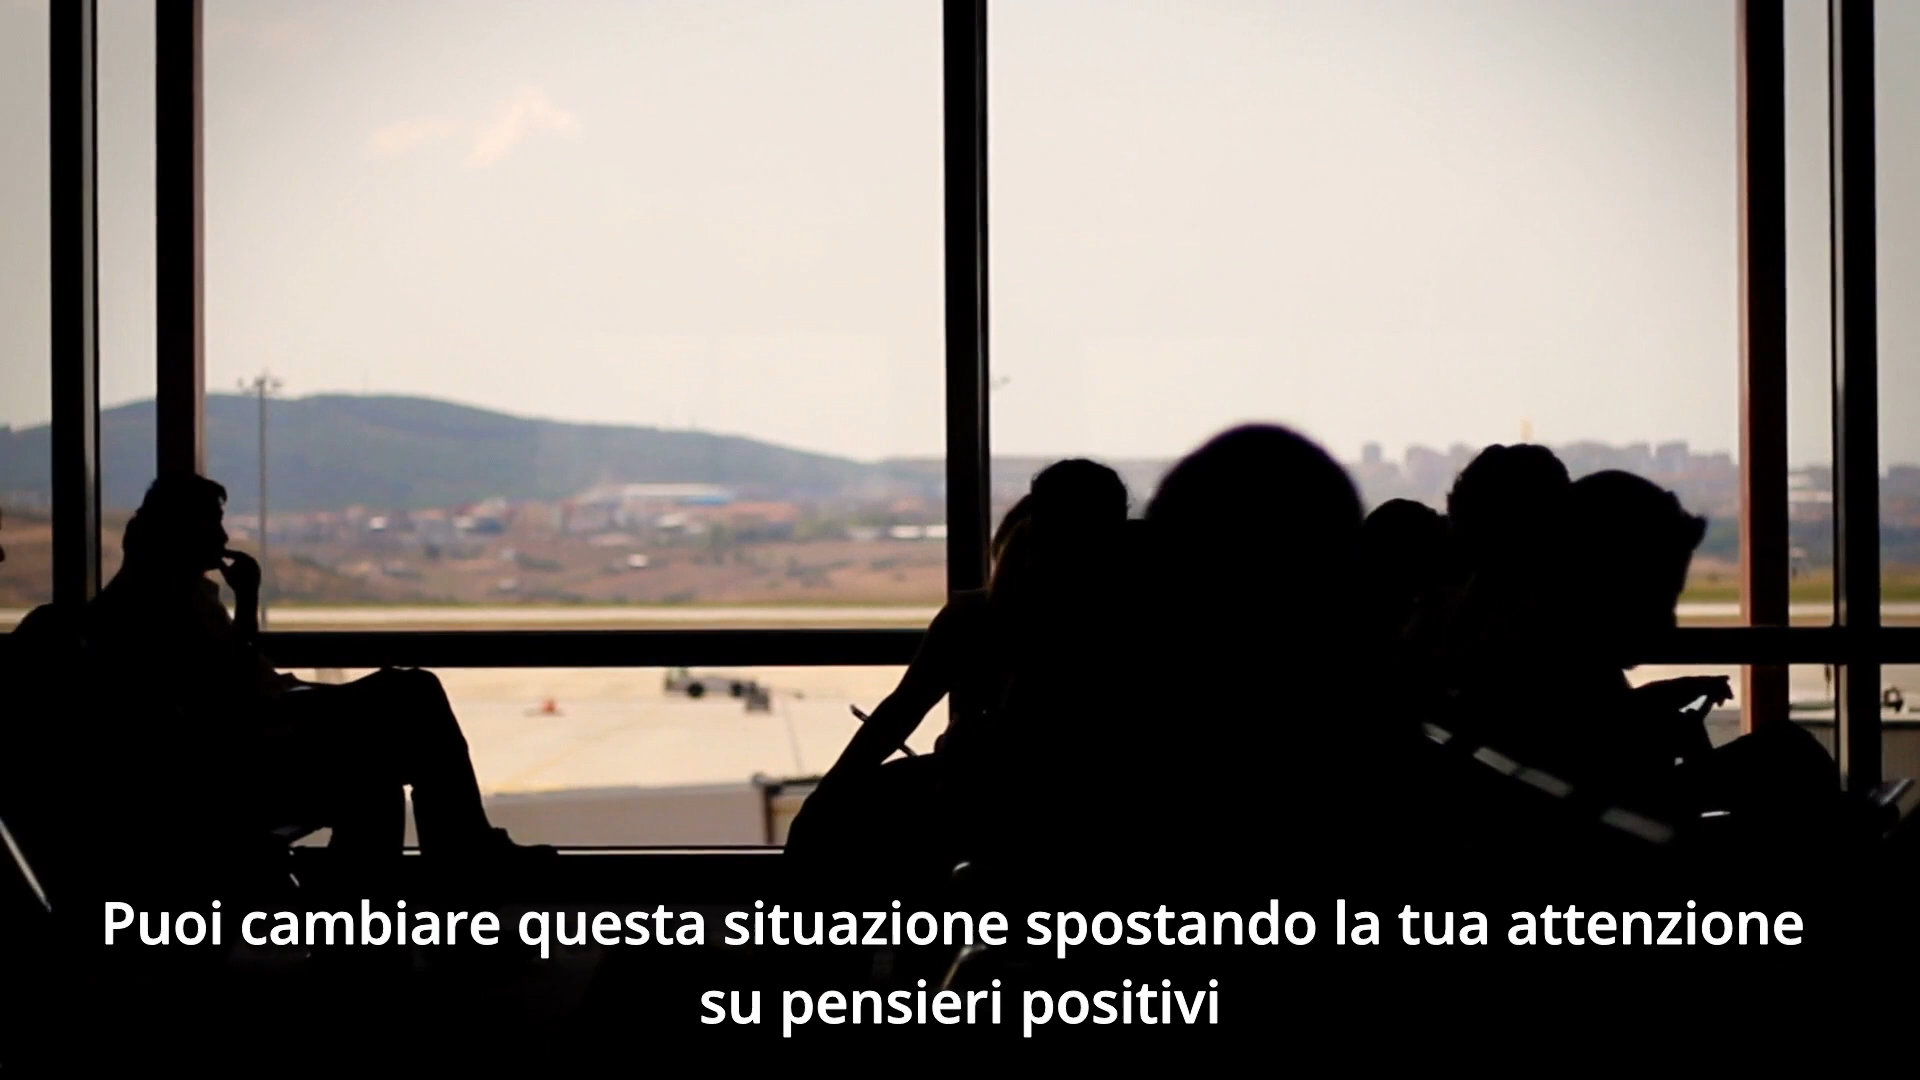 Puoi cambiare questa situazione spostando la tua attenzione
su pensieri positivi